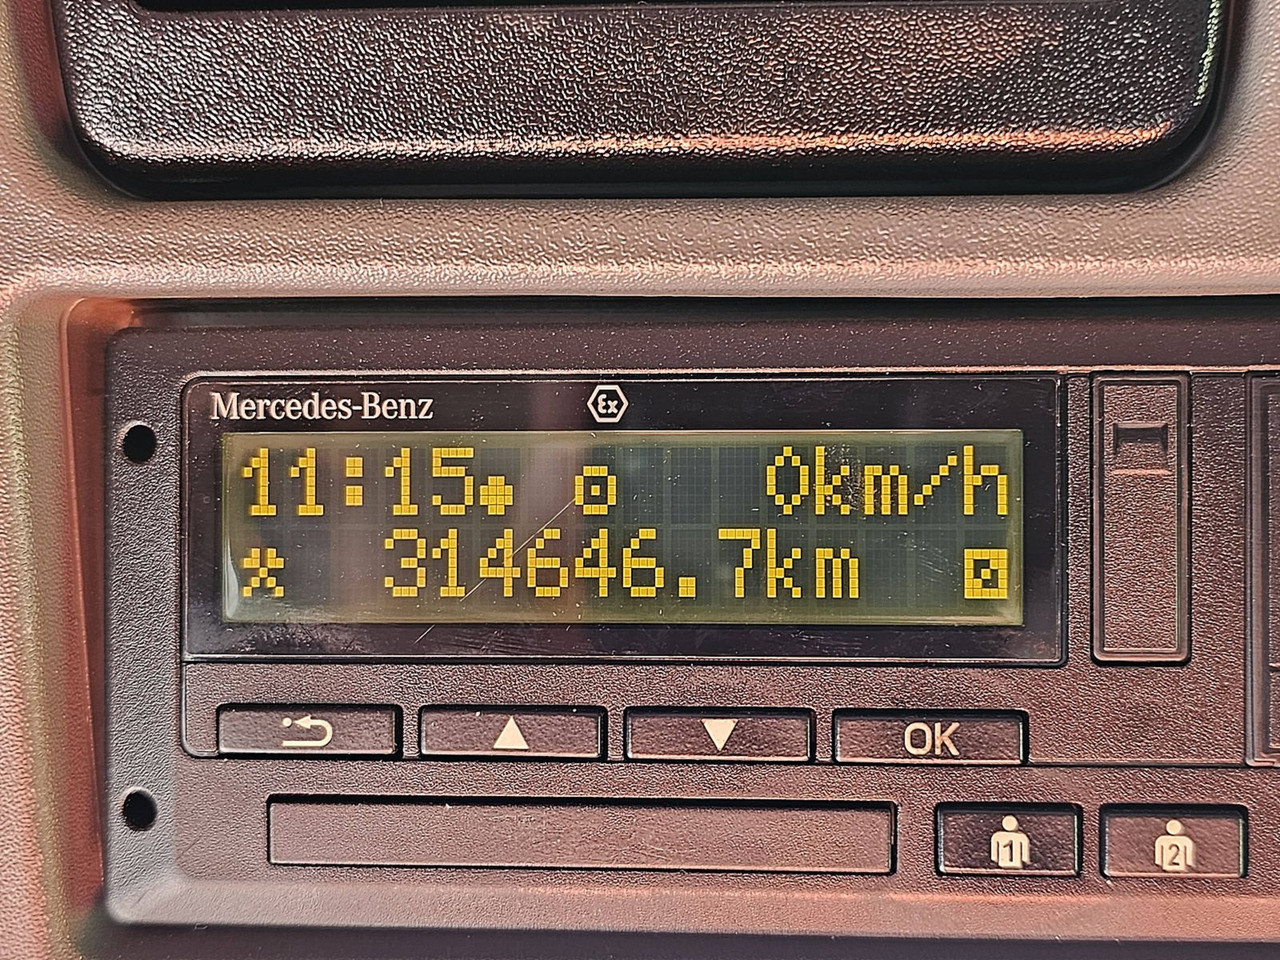 Mercedes-Benz
Ex
11:15 0km/h
314646.7km
OK
1 2